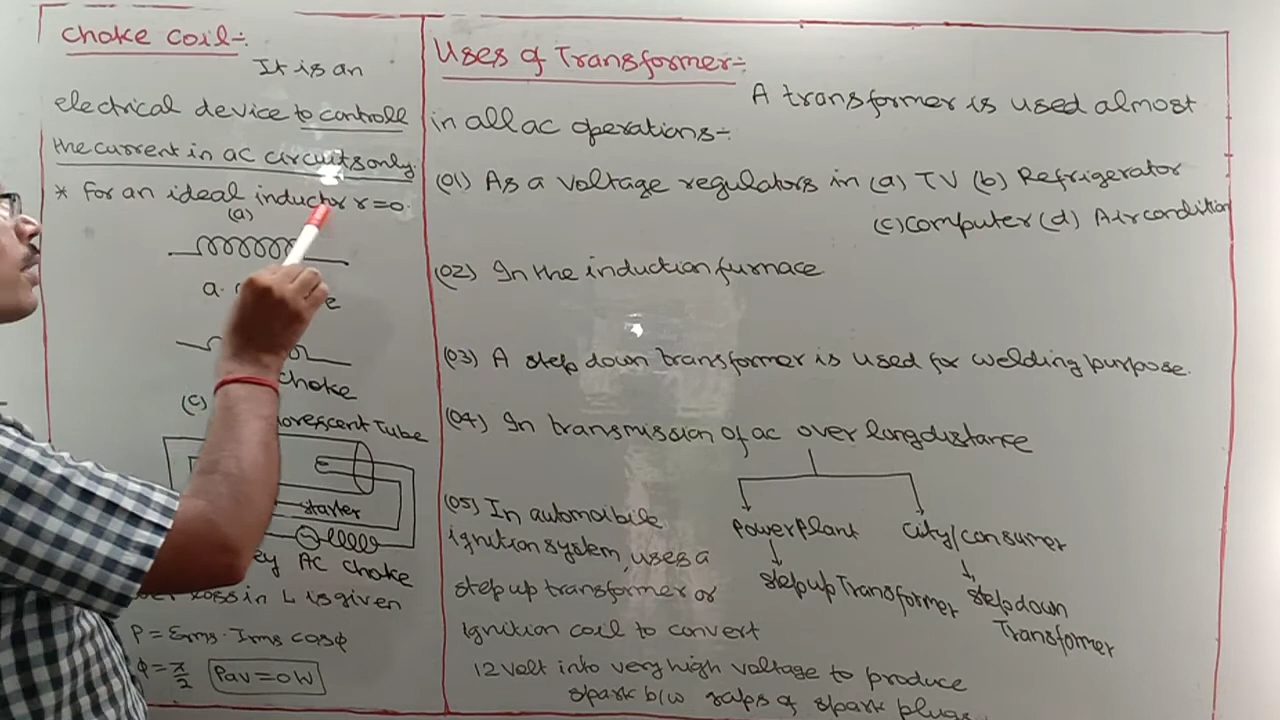 Choke Coil:-
It is an
electrical device to controll
the current in ac circuits only.
* For an ideal inductor r=0.
(a)
a.
e
choke
(c)
Tube
starter
AC choke
loss in L is given
P = Erms. Irms cosϕ
ϕ = π/2 Pav = 0W
Uses of Transformer:-
A transformer is used almost
in all ac operations:-
(01) As a voltage regulators in (a) TV (b) Refrigerator
(c) computer (d) Air condition
(02) In the induction furnace
(03) A step down transformer is used for welding purpose.
(04) In transmission of ac over long distance
Power Plant
City/consumer
step up Transformer
step down
Transformer
(05) In automoibile
ignition system, uses a
step up transformer or
ignition coil to convert
12 volt into very high voltage to produce
spark b/w gaps of spark plugs.